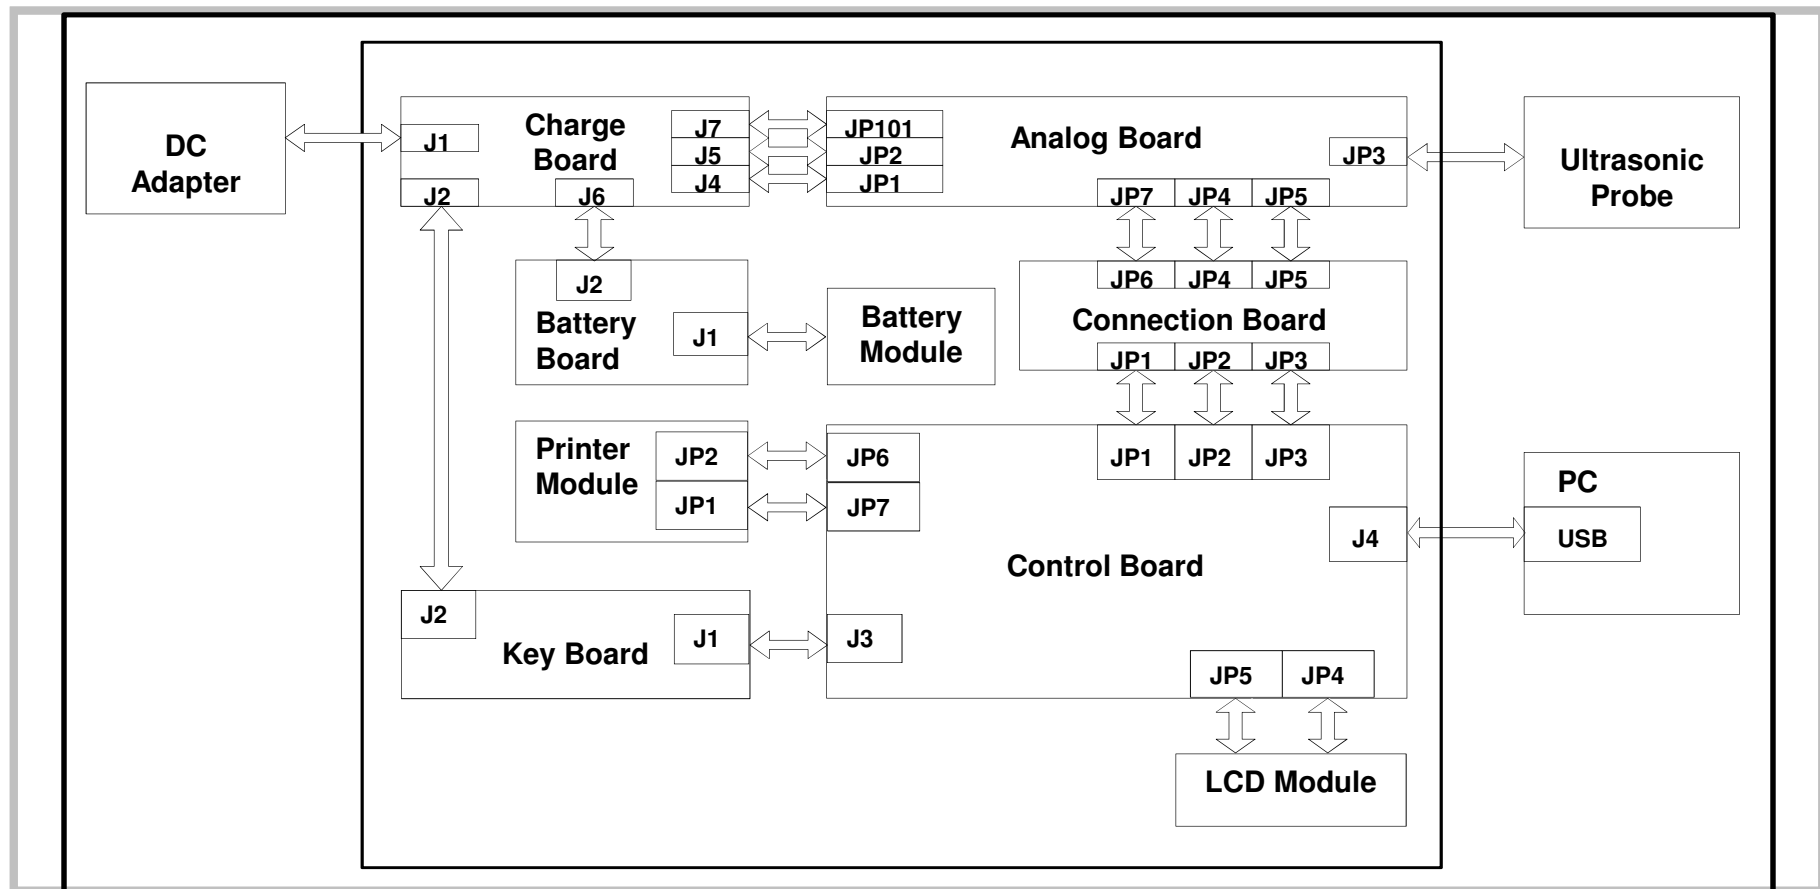 DC
Adapter
J1
J2
Charge
Board
J6
J7
J5
J4
JP101
JP2
JP1
Analog Board
JP3
JP7 JP4 JP5
Ultrasonic
Probe
J2
Battery
Board
J1
Battery
Module
JP6 JP4 JP5
Connection Board
JP1 JP2 JP3
Printer
Module
JP2
JP1
JP6
JP7
JP1 JP2 JP3
Control Board
J4
PC
USB
J2
Key Board
J1
J3
JP5 JP4
LCD Module